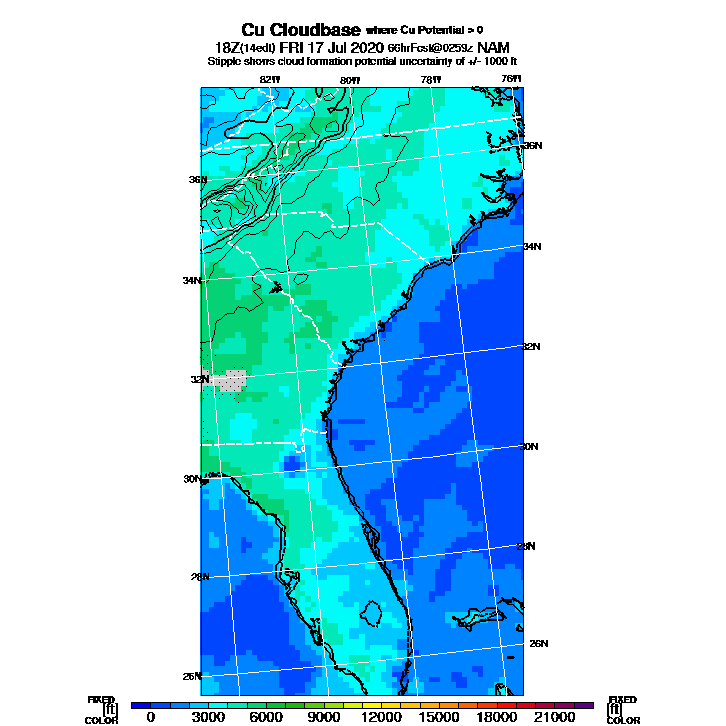 Cu Cloudbase where Cu Potential > 0
18Z(14edt) FRI 17 Jul 2020 66hrFcst@0259z NAM
Stipple shows cloud formation potential uncertainty of +/- 1000 ft
82W 80W 78W 76W
36N
36N
34N
34N
32N
32N
30N
30N
28N
28N
26N
26N
FIXED FIXED
[ft] [ft]
COLOR COLOR
0 3000 6000 9000 12000 15000 18000 21000